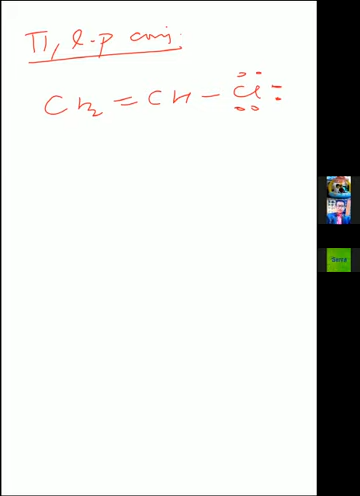 π, l-p conj.
CH₂ = CH - Cl